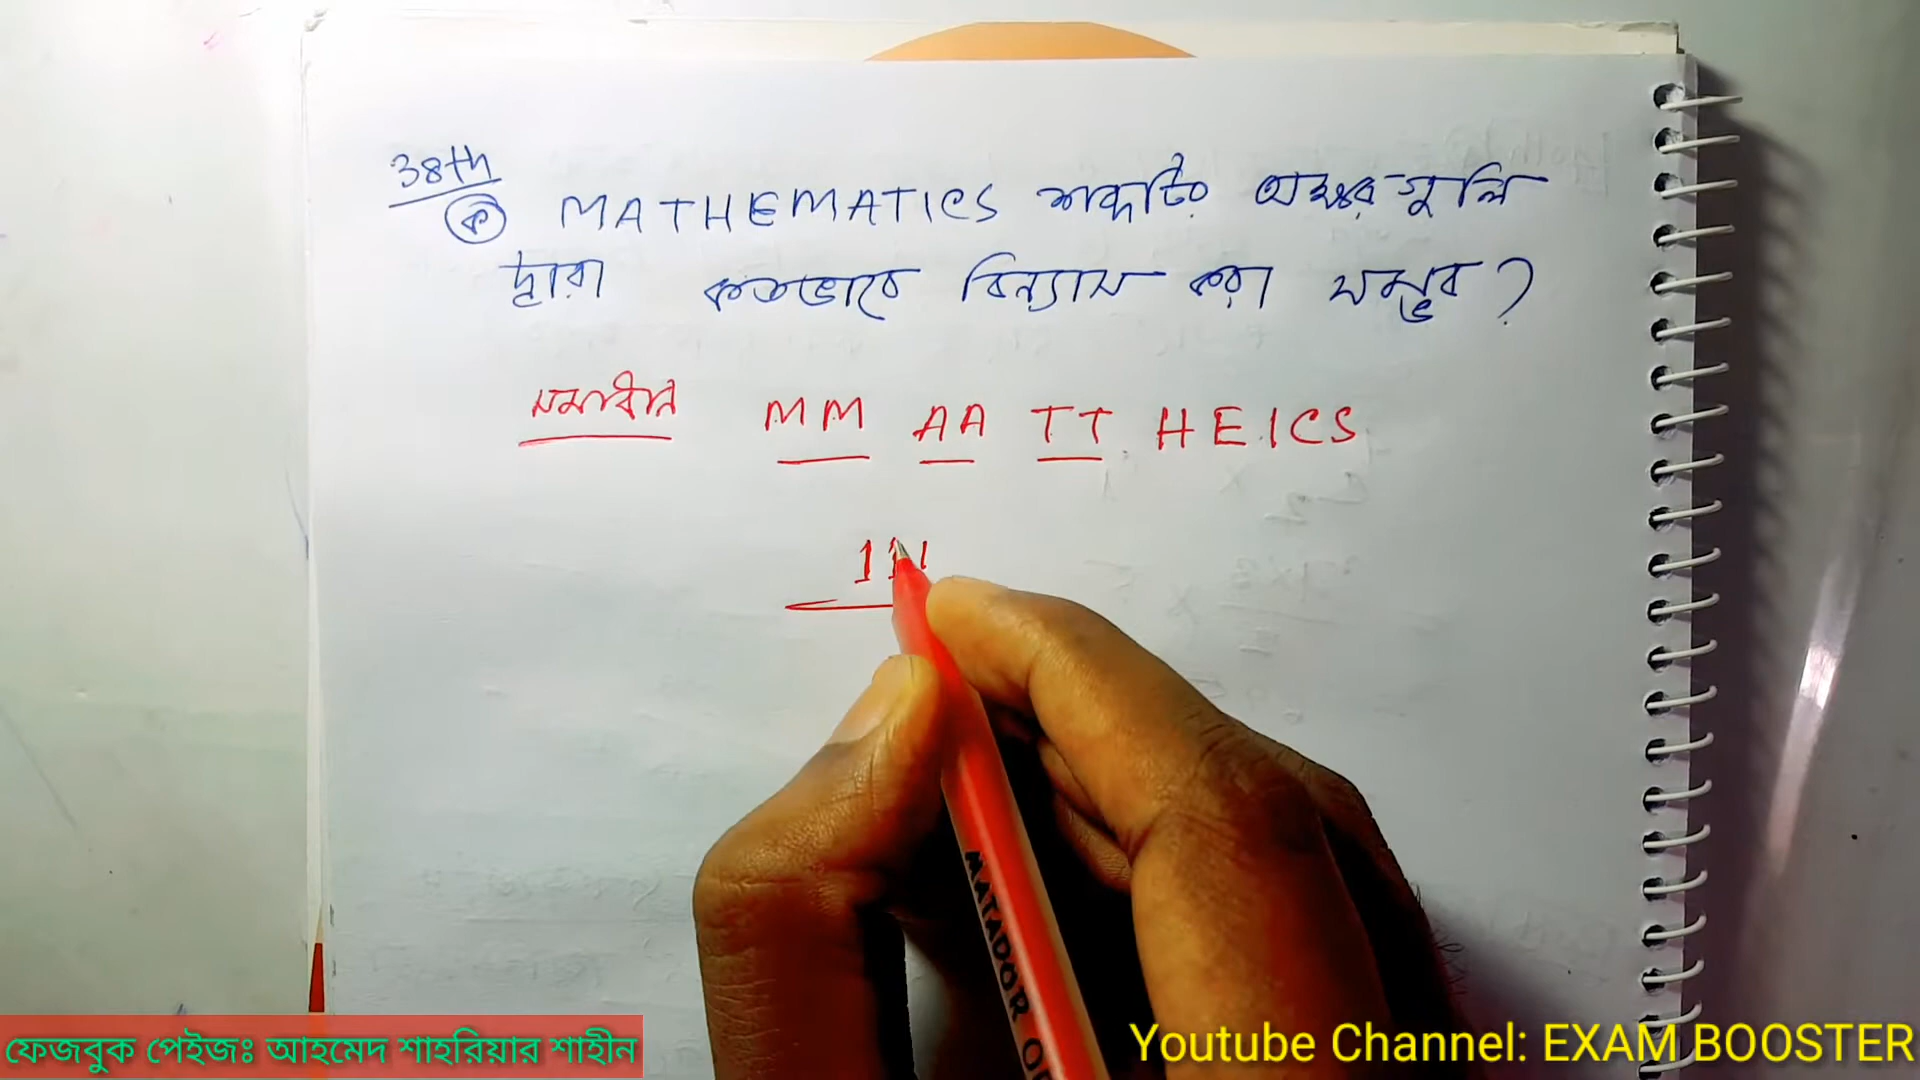 38th
ক MATHEMATICS শব্দটির অক্ষরগুলি
দ্বারা কতভাবে বিন্যাস করা সম্ভব?
সমাধান MM AA TT HEICS
11!
MATADOR
ফেজবুক পেইজঃ আহমেদ শাহরিয়ার শাহীন
Youtube Channel: EXAM BOOSTER